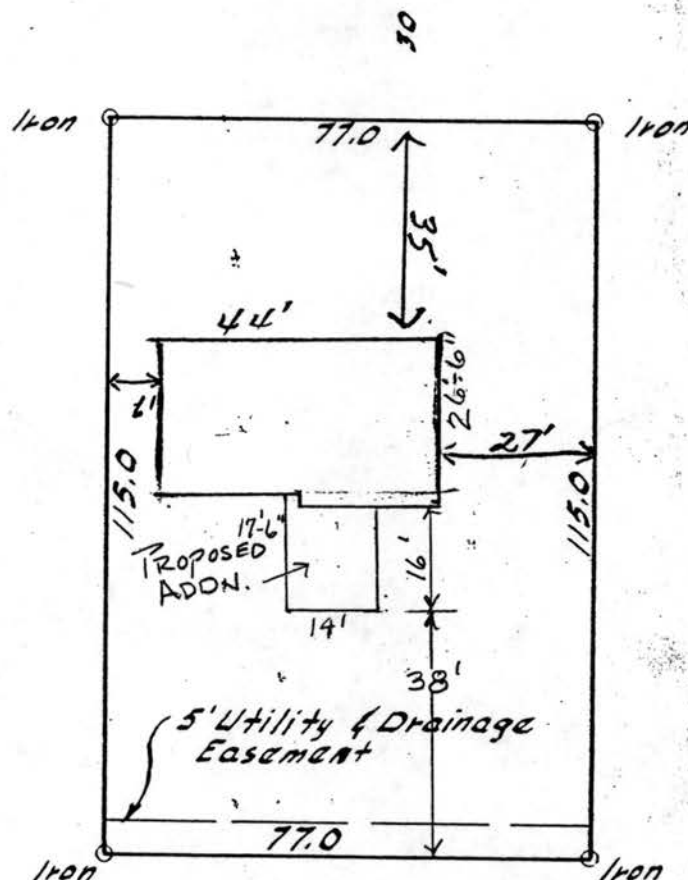 30
Iron
Iron
77.0
35'
44'
26'-6"
27'
115.0
115.0
17'-6"
PROPOSED
ADDN.
16'
14'
38'
5' Utility & Drainage
Easement
77.0
Iron
Iron